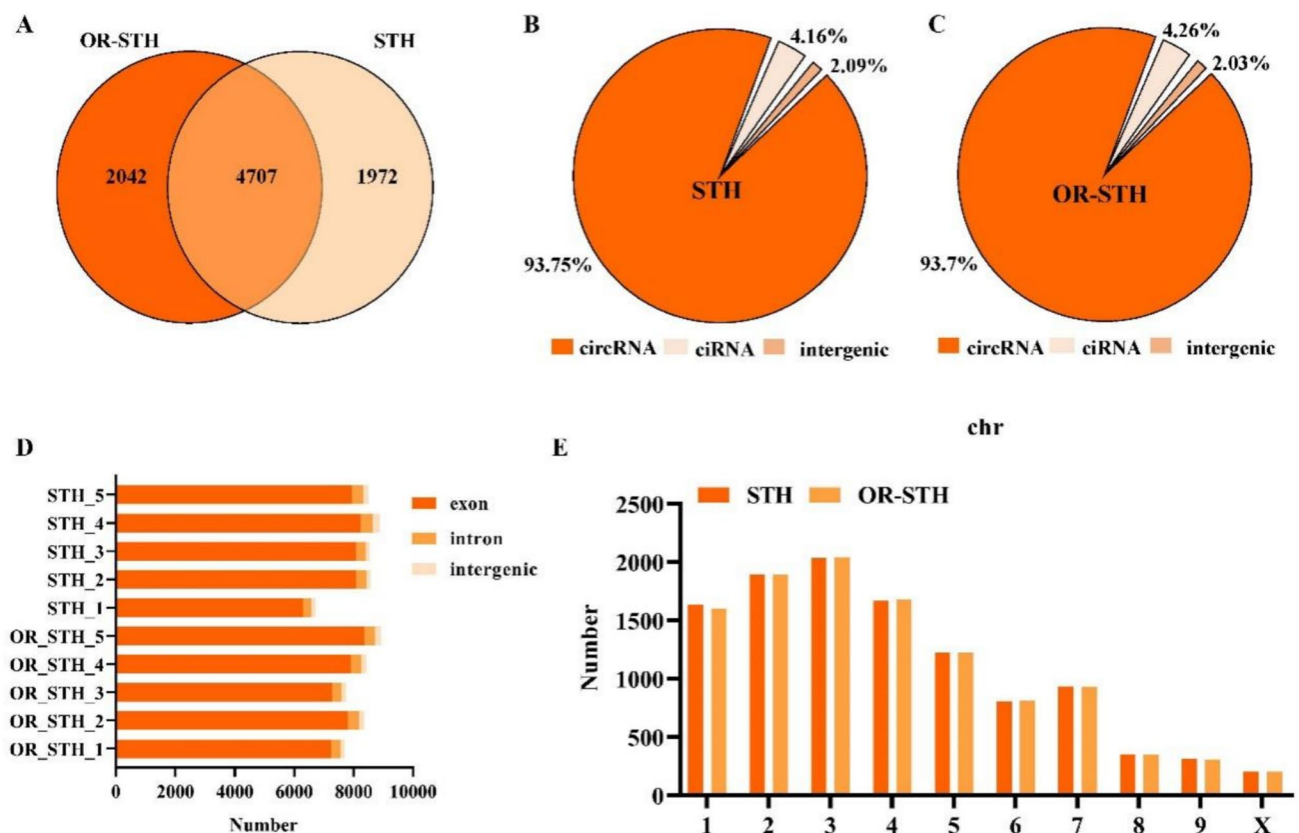 A
OR-STH
STH
2042
4707
1972
B
4.16%
2.09%
STH
93.75%
circRNA ciRNA intergenic
C
4.26%
2.03%
OR-STH
93.7%
circRNA ciRNA intergenic
D
STH_5
STH_4
STH_3
STH_2
STH_1
OR_STH_5
OR_STH_4
OR_STH_3
OR_STH_2
OR_STH_1
0 2000 4000 6000 8000 10000
Number
exon
intron
intergenic
chr
E
STH OR-STH
Number
2500
2000
1500
1000
500
0
1 2 3 4 5 6 7 8 9 X